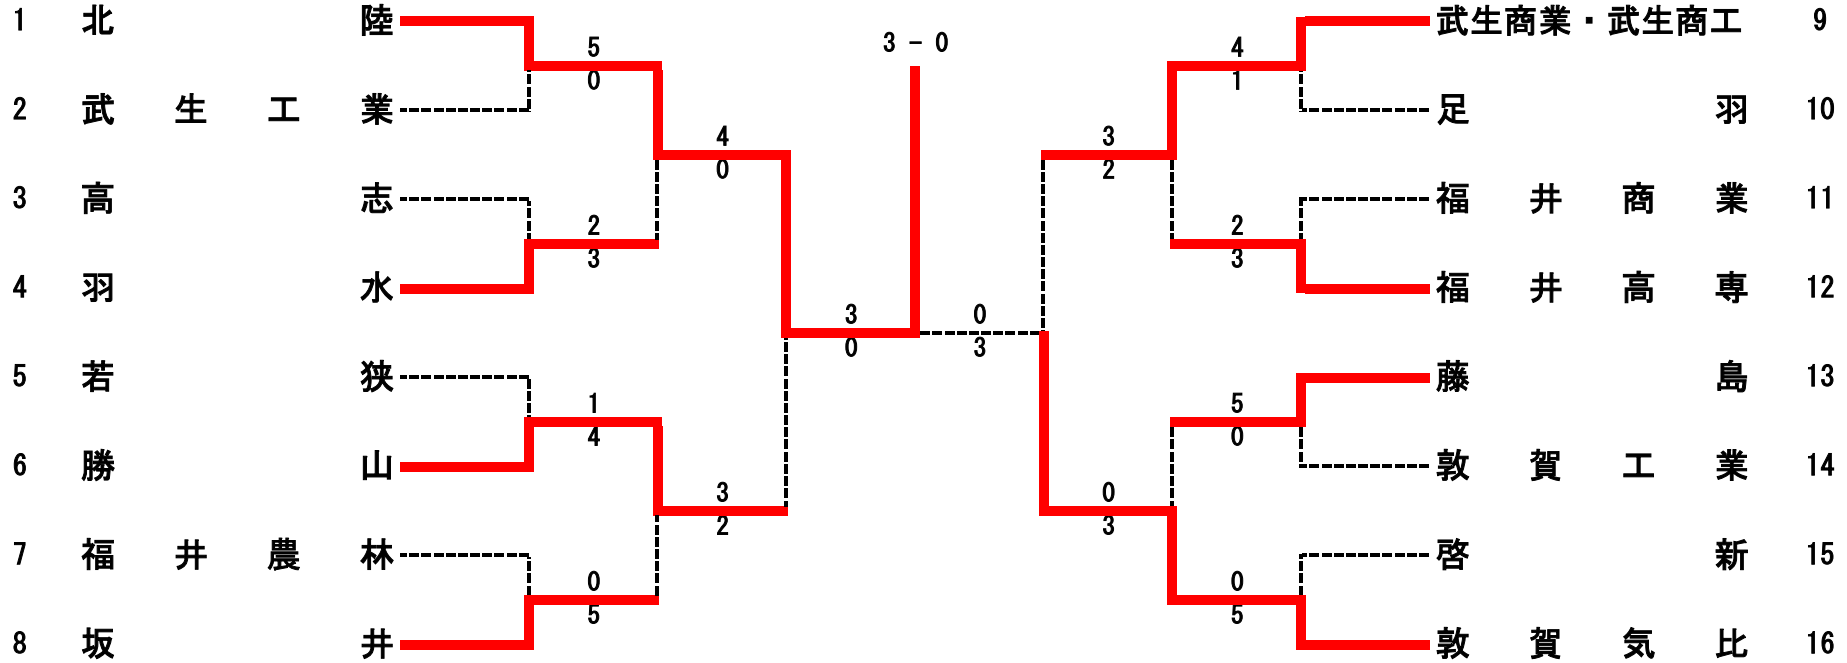 1 北陸
2 武生工業
3 高志
4 羽水
5 若狭
6 勝山
7 福井農林
8 坂井
5
0
2
3
1
4
0
5
4
0
3
2
3
0
3 - 0
0
3
3
2
0
3
4
1
2
3
5
0
0
5
武生商業・武生商工 9
足羽 10
福井商業 11
福井高専 12
藤島 13
敦賀工業 14
啓新 15
敦賀気比 16